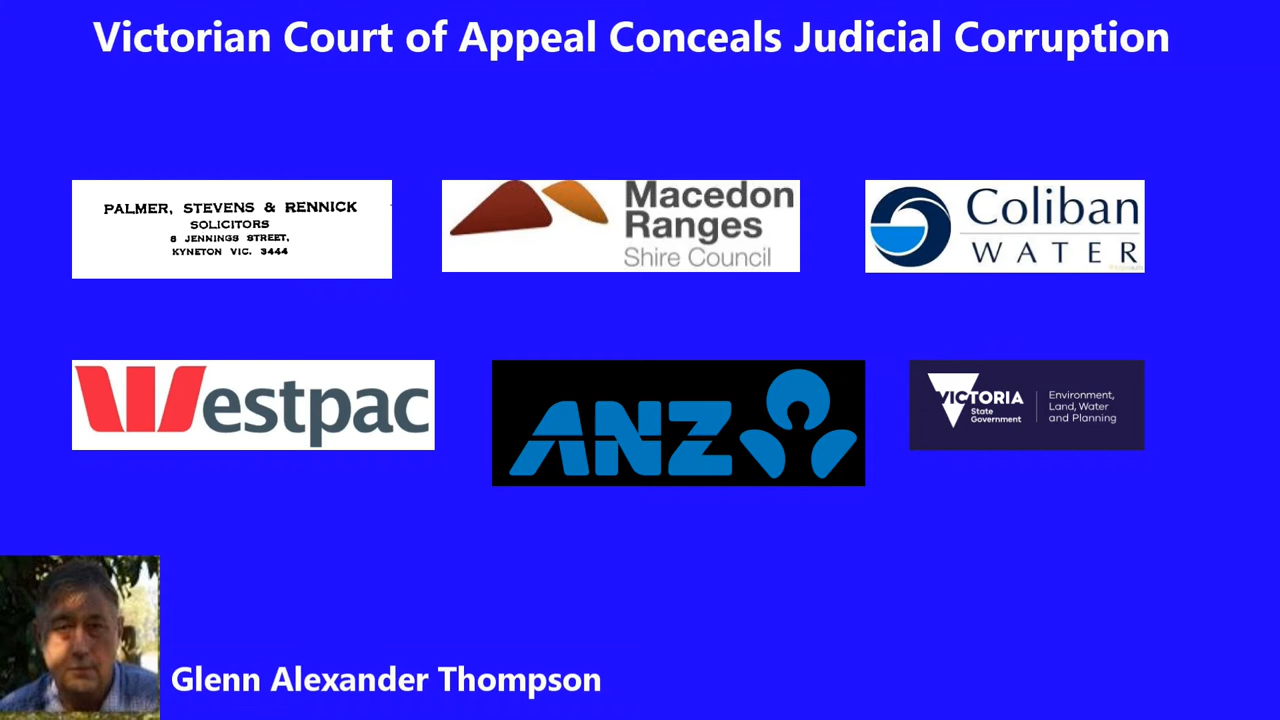 Victorian Court of Appeal Conceals Judicial Corruption
PALMER, STEVENS & RENNICK
SOLICITORS
8 JENNINGS STREET,
KYNETON VIC. 3444
Macedon
Ranges
Shire Council
Coliban
WATER
Westpac
ANZ
VICTORIA
State
Government
Environment,
Land, Water
and Planning
Glenn Alexander Thompson